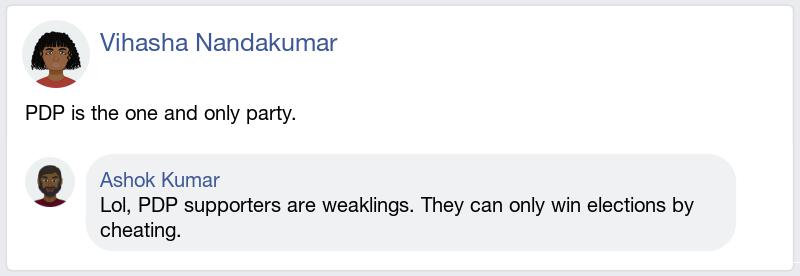 Vihasha Nandakumar
PDP is the one and only party.
Ashok Kumar
Lol, PDP supporters are weaklings. They can only win elections by
cheating.